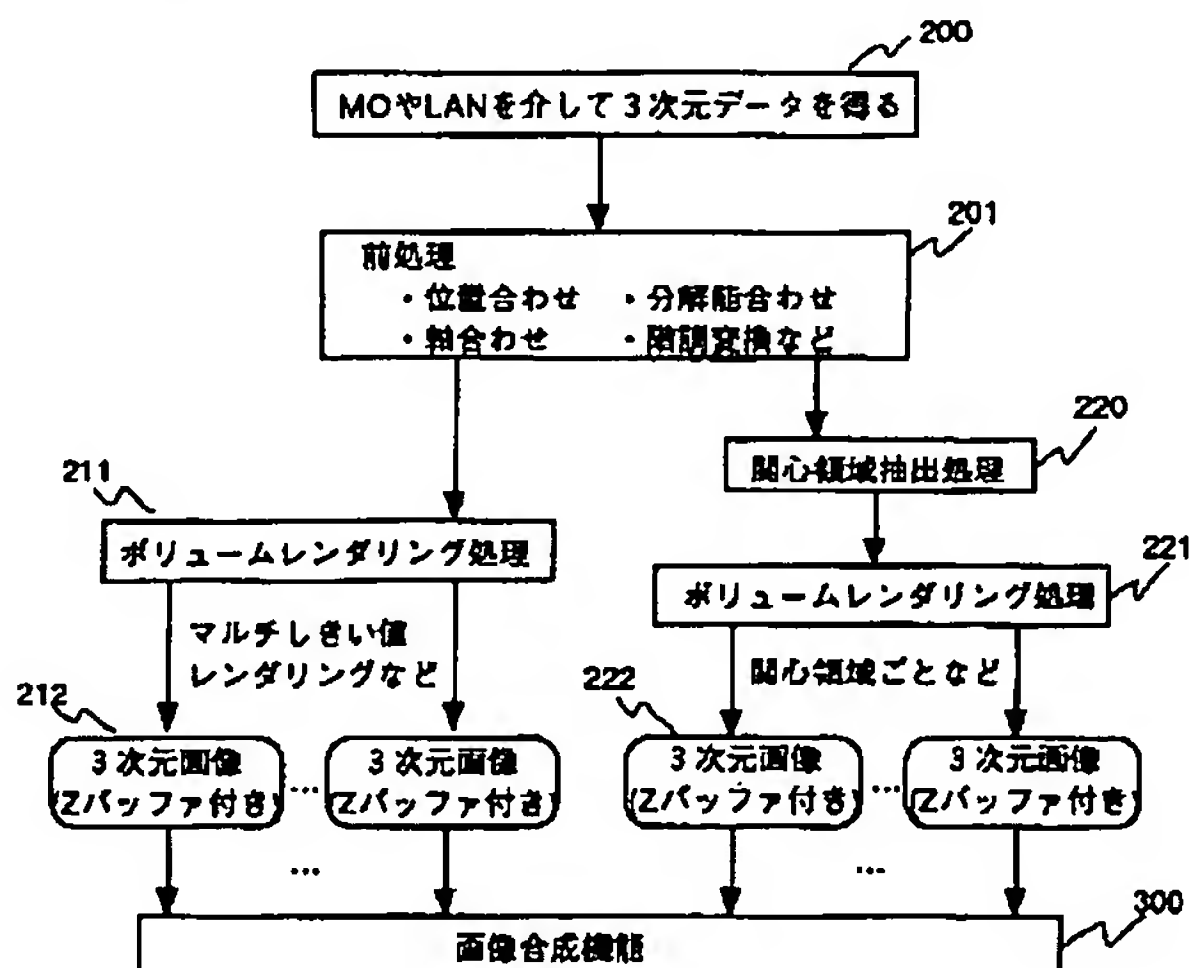 200
MOやLANを介して3次元データを得る
201
前処理
・位置合わせ ・分解能合わせ
・軸合わせ ・階調変換など
220
関心領域抽出処理
211
ボリュームレンダリング処理
221
ボリュームレンダリング処理
マルチしきい値
レンダリングなど
関心領域ごとなど
212
222
3次元画像
(Zバッファ付き)
...
3次元画像
(Zバッファ付き)
3次元画像
(Zバッファ付き)
...
3次元画像
(Zバッファ付き)
...
...
300
画像合成機能